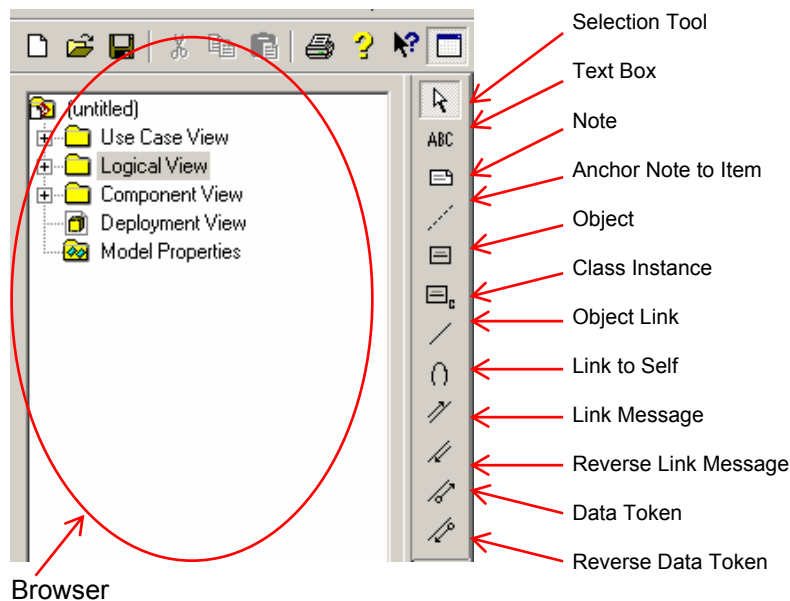 (untitled)
Use Case View
Logical View
Component View
Deployment View
Model Properties
ABC
c
Selection Tool
Text Box
Note
Anchor Note to Item
Object
Class Instance
Object Link
Link to Self
Link Message
Reverse Link Message
Data Token
Reverse Data Token
Browser